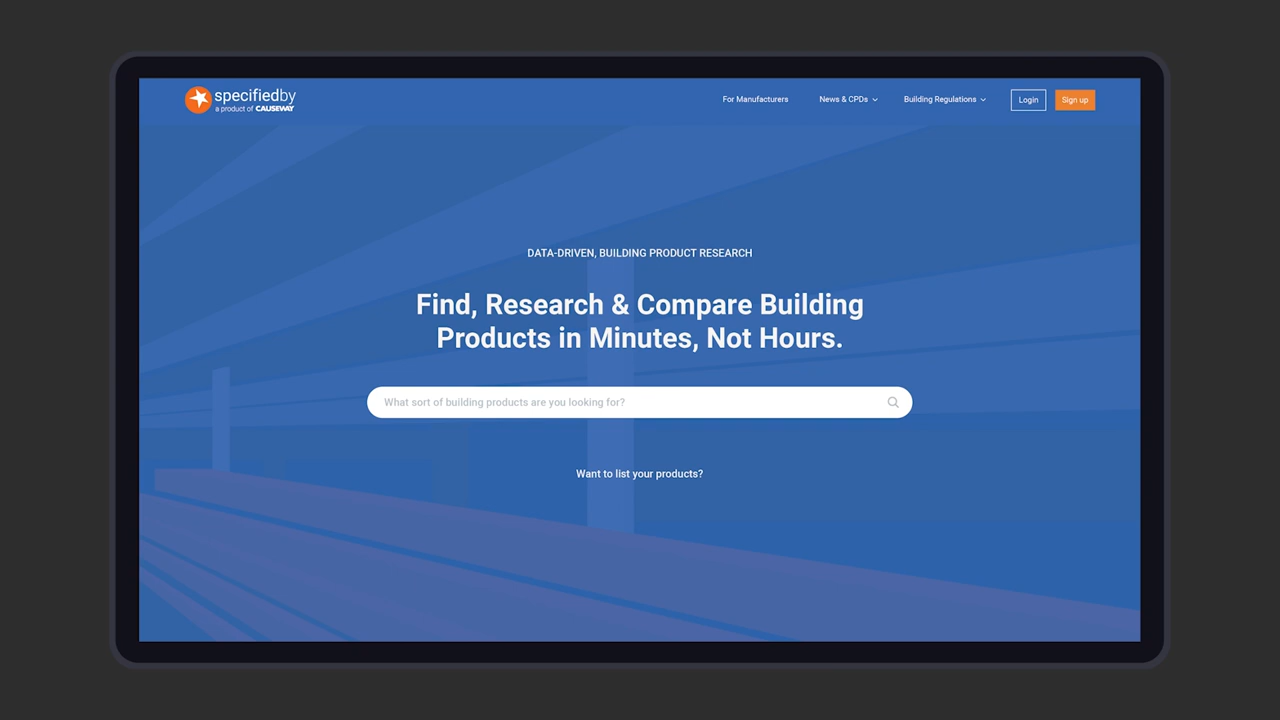 specifiedby
a product of CAUSEWAY
For Manufacturers
News & CPDs
Building Regulations
Login
Sign up
DATA-DRIVEN, BUILDING PRODUCT RESEARCH
Find, Research & Compare Building
Products in Minutes, Not Hours.
What sort of building products are you looking for?
Want to list your products?